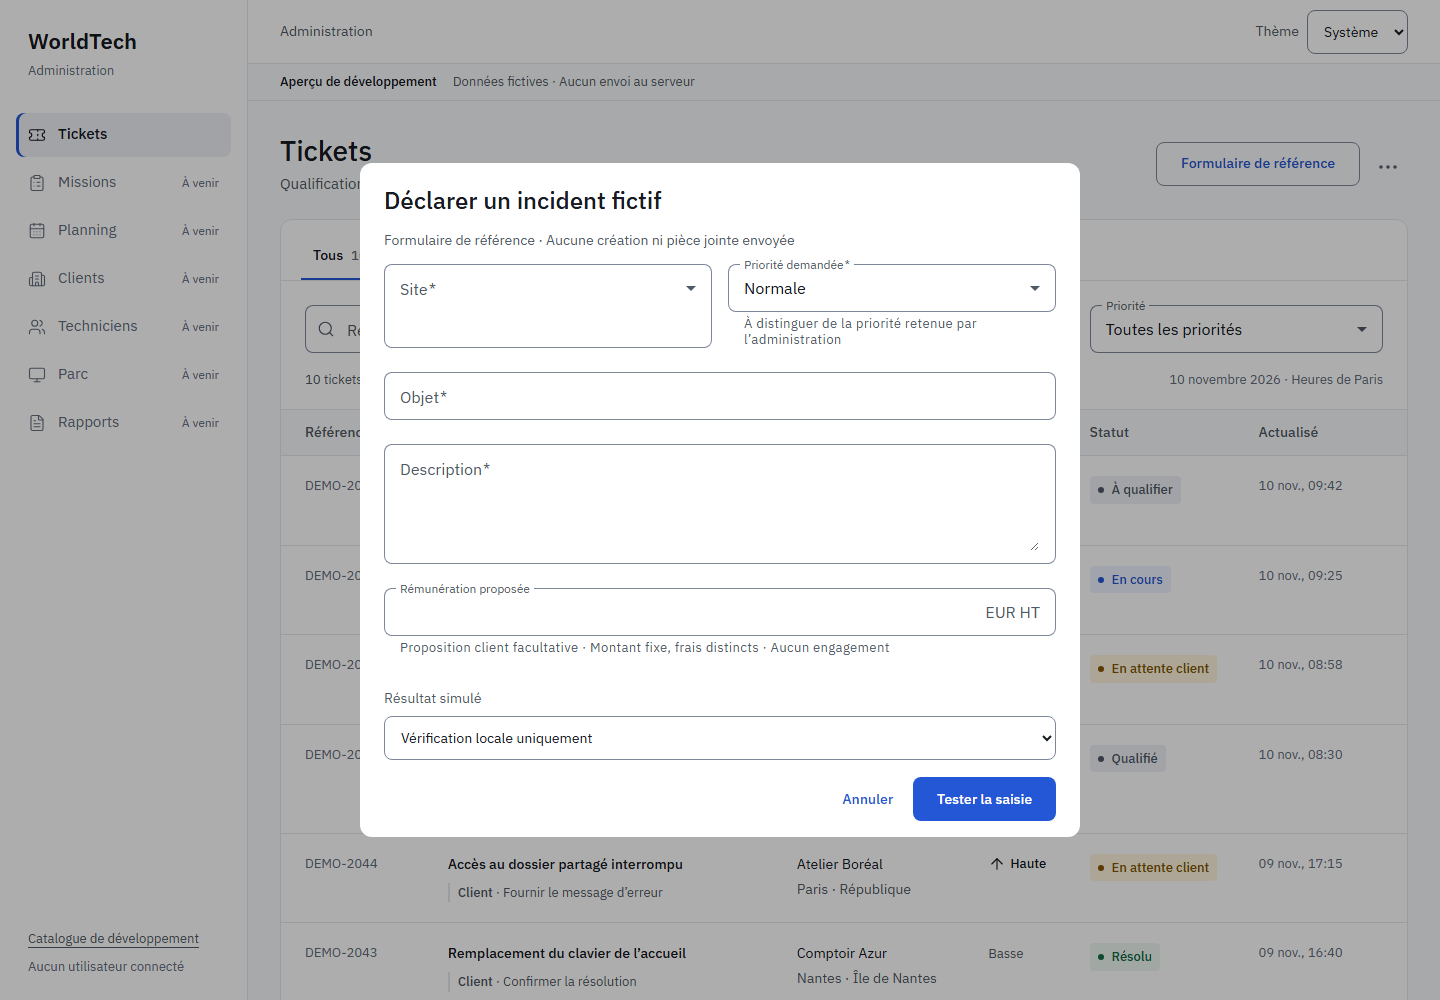 WorldTech
Administration
Tickets
Missions À venir
Planning À venir
Clients À venir
Techniciens À venir
Parc À venir
Rapports À venir
Catalogue de développement
Aucun utilisateur connecté
Administration
Thème Système
Aperçu de développement Données fictives · Aucun envoi au serveur
Tickets
Formulaire de référence
Tous
Priorité
Toutes les priorités
10 tickets
10 novembre 2026 · Heures de Paris
Statut Actualisé
À qualifier 10 nov., 09:42
En cours 10 nov., 09:25
En attente client 10 nov., 08:58
Qualifié 10 nov., 08:30
DEMO-2044 Accès au dossier partagé interrompu Atelier Boréal Haute En attente client 09 nov., 17:15
Client · Fournir le message d’erreur Paris · République
DEMO-2043 Remplacement du clavier de l’accueil Comptoir Azur Basse Résolu 09 nov., 16:40
Client · Confirmer la résolution Nantes · Île de Nantes
Déclarer un incident fictif
Formulaire de référence · Aucune création ni pièce jointe envoyée
Site*
Priorité demandée*
Normale
À distinguer de la priorité retenue par
l’administration
Objet*
Description*
Rémunération proposée
EUR HT
Proposition client facultative · Montant fixe, frais distincts · Aucun engagement
Résultat simulé
Vérification locale uniquement
Annuler Tester la saisie